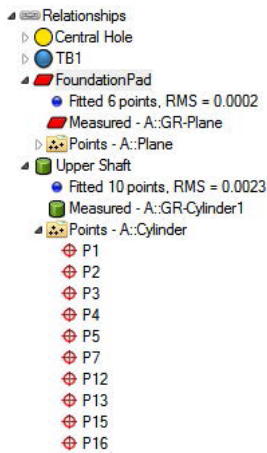 Relationships
Central Hole
TB1
FoundationPad
Fitted 6 points, RMS = 0.0002
Measured - A::GR-Plane
Points - A::Plane
Upper Shaft
Fitted 10 points, RMS = 0.0023
Measured - A::GR-Cylinder1
Points - A::Cylinder
P1
P2
P3
P4
P5
P7
P12
P13
P15
P16